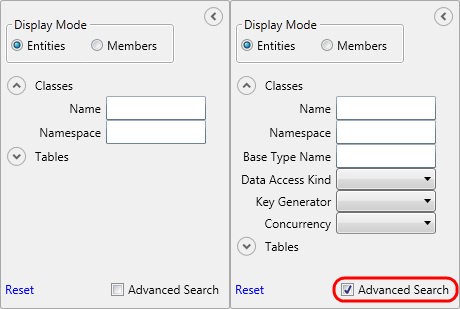 Display Mode
Entities Members
Classes
Name
Namespace
Tables
Reset Advanced Search
Display Mode
Entities Members
Classes
Name
Namespace
Base Type Name
Data Access Kind
Key Generator
Concurrency
Tables
Reset Advanced Search